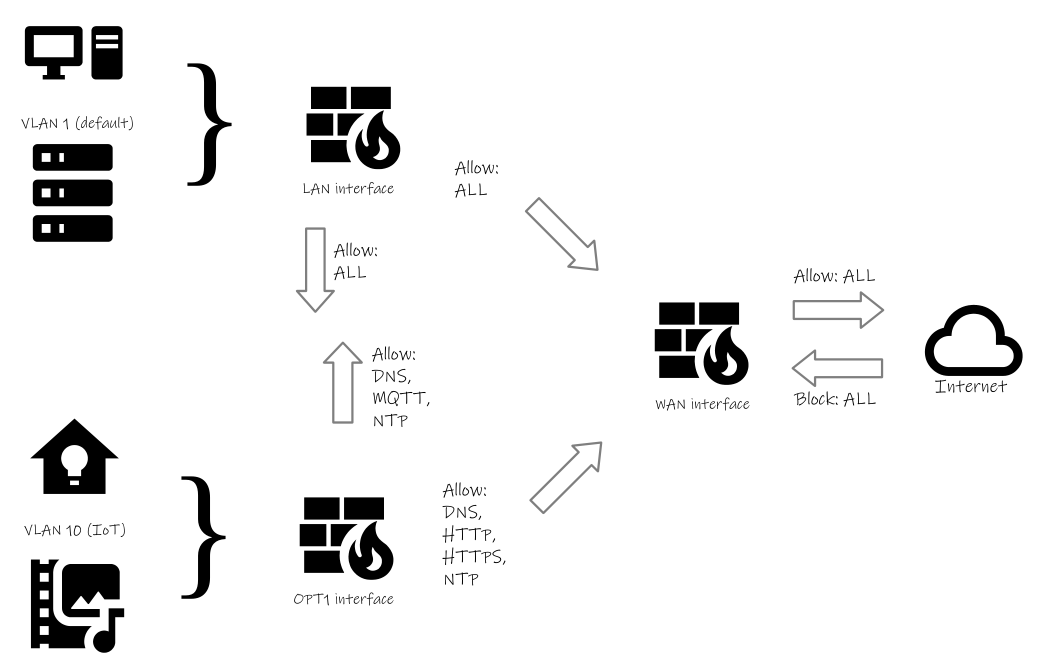 VLAN 1 (default)
LAN interface
Allow:
ALL
Allow:
ALL
Allow:
DNS,
MQTT,
NTP
VLAN 10 (IoT)
OPT1 interface
Allow:
DNS,
HTTP,
HTTPS,
NTP
WAN interface
Allow: ALL
Block: ALL
Internet